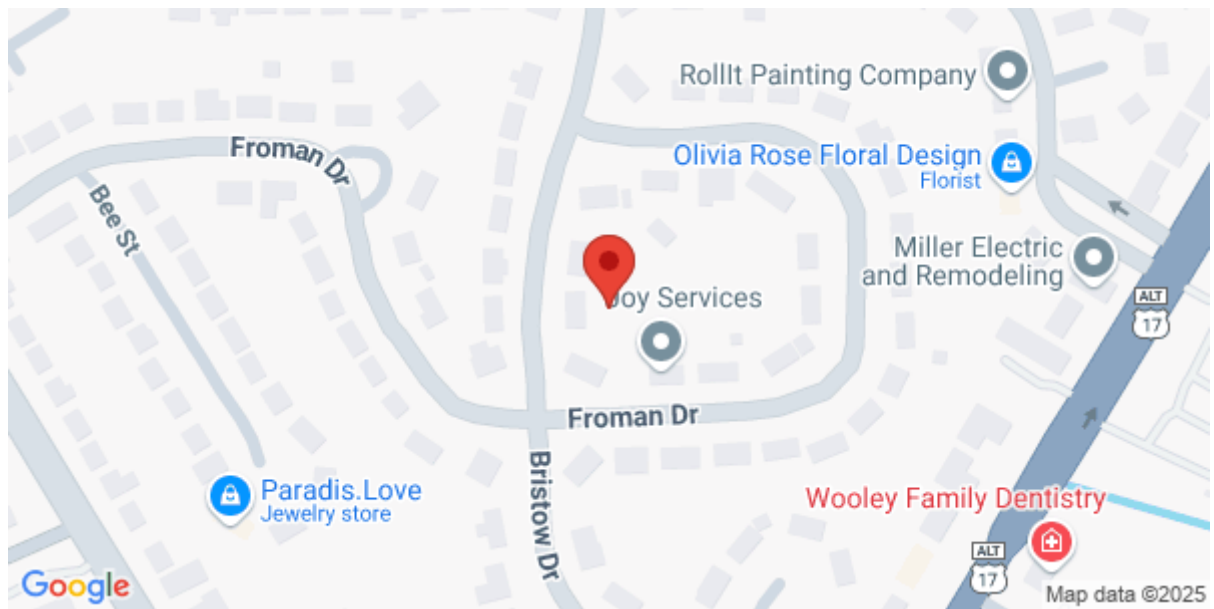 RollIt Painting Company
Froman Dr
Olivia Rose Floral Design
Florist
Bee St
Miller Electric
and Remodeling
Joy Services
ALT
17
Froman Dr
Bristow Dr
Paradis.Love
Jewelry store
Wooley Family Dentistry
ALT
17
Google
Map data ©2025